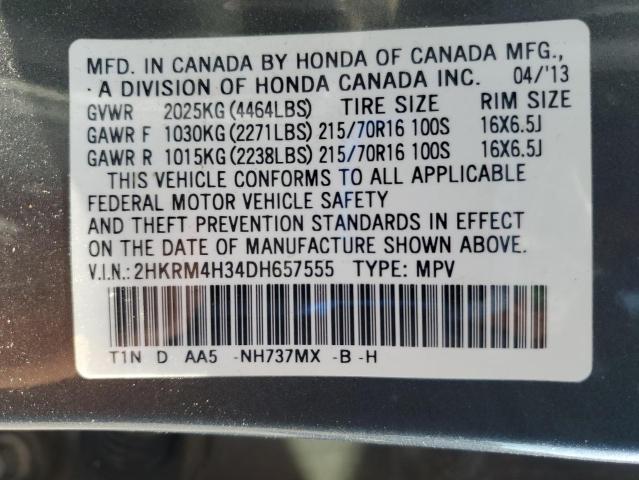 MFD. IN CANADA BY HONDA OF CANADA MFG.,
A DIVISION OF HONDA CANADA INC. 04/'13
GVWR 2025KG (4464LBS) TIRE SIZE RIM SIZE
GAWR F 1030KG (2271LBS) 215/70R16 100S 16X6.5J
GAWR R 1015KG (2238LBS) 215/70R16 100S 16X6.5J
THIS VEHICLE CONFORMS TO ALL APPLICABLE
FEDERAL MOTOR VEHICLE SAFETY
AND THEFT PREVENTION STANDARDS IN EFFECT
ON THE DATE OF MANUFACTURE SHOWN ABOVE.
V.I.N.: 2HKRM4H34DH657555 TYPE: MPV
T1N D AA5 -NH737MX -B -H